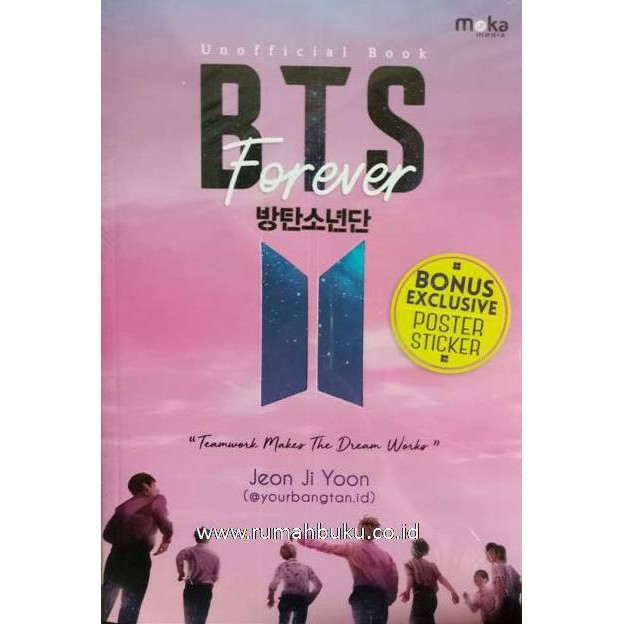 moka
media
Unofficial Book
BTS
Forever
방탄소년단
BONUS
EXCLUSIVE
POSTER
STICKER
"Teamwork Makes The Dream Works"
Jeon Ji Yoon
(@yourbangtan.id)
www.rumahbuku.co.id